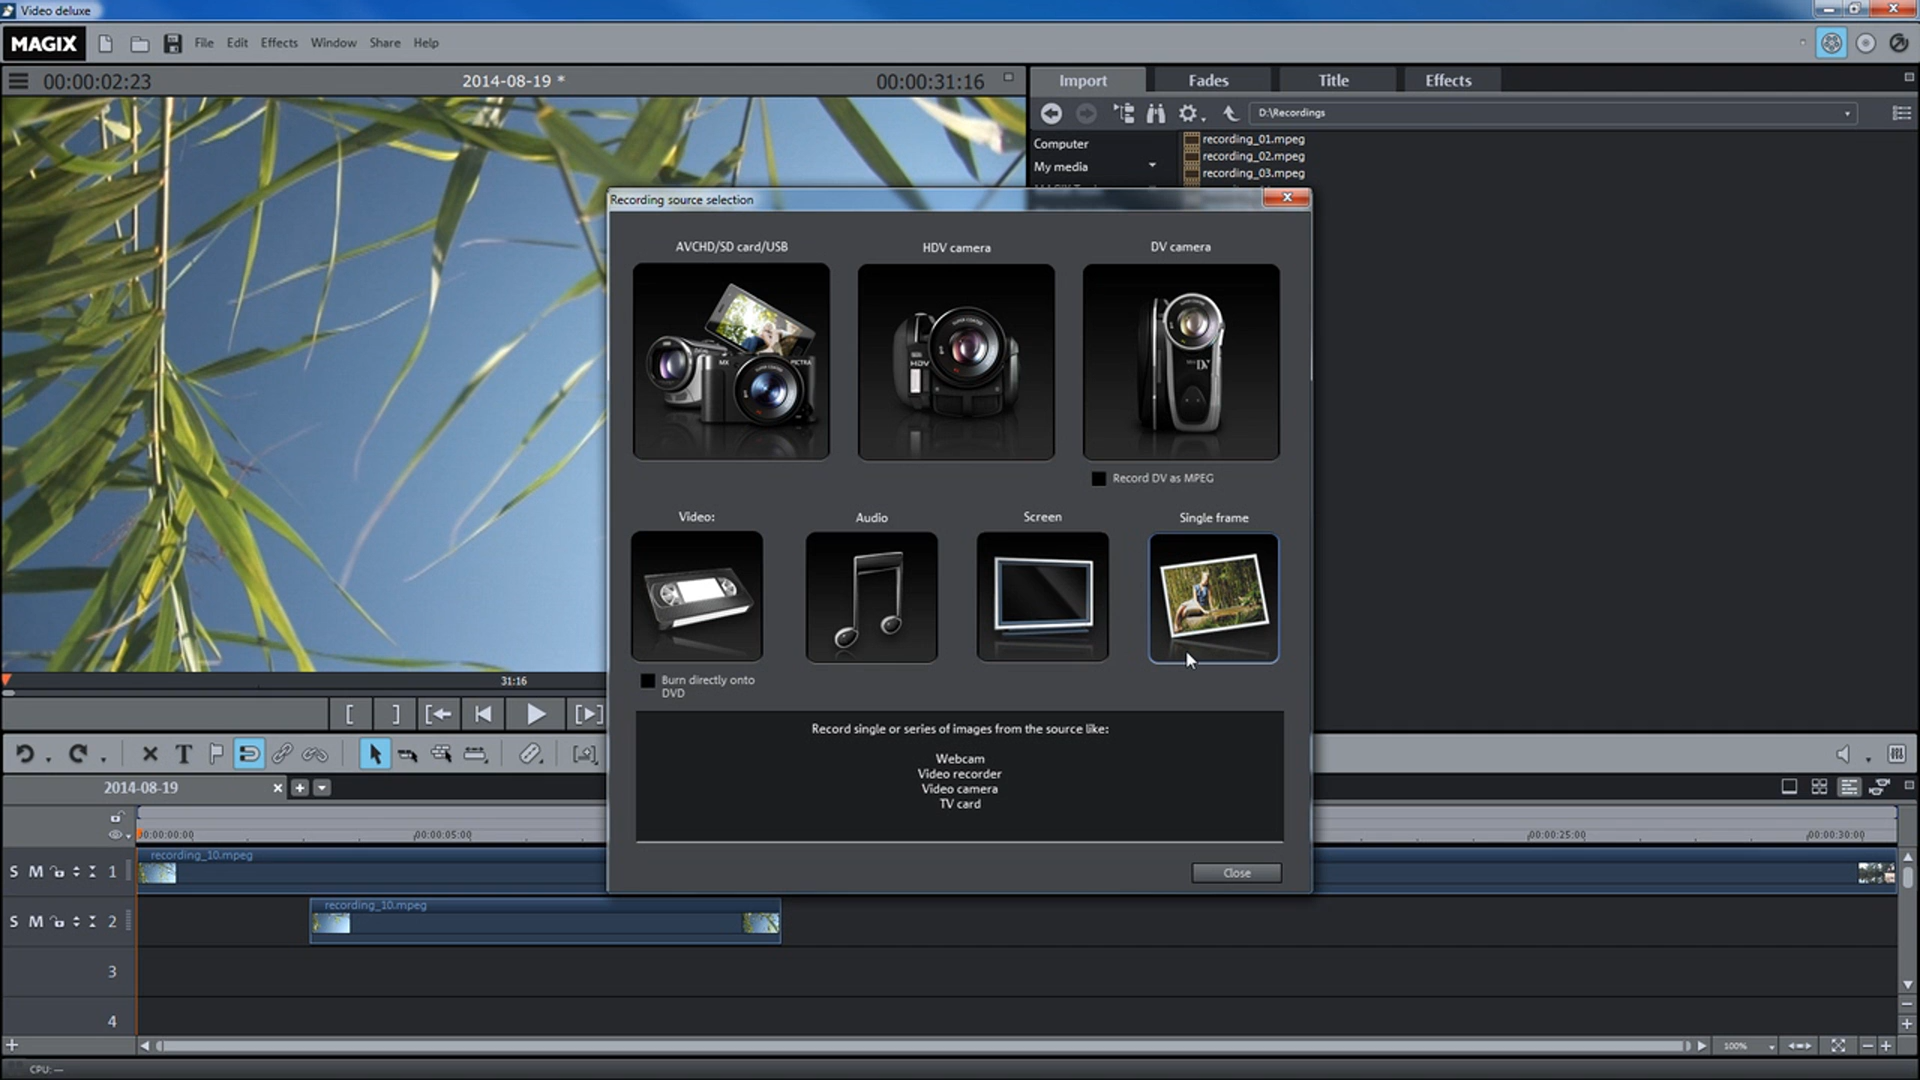 Video deluxe
MAGIX File Edit Effects Window Share Help
00:00:02:23 2014-08-19 * 00:00:31:16
Import Fades Title Effects
D:\Recordings
Computer
My media
recording_01.mpeg
recording_02.mpeg
recording_03.mpeg
Recording source selection
AVCHD/SD card/USB HDV camera DV camera
Record DV as MPEG
Video: Audio Screen Single frame
Burn directly onto
DVD
Record single or series of images from the source like:
Webcam
Video recorder
Video camera
TV card
Close
31:16
2014-08-19
00:00:00:00 00:00:05:00 00:00:25:00 00:00:30:00
recording_10.mpeg
S M 1
recording_10.mpeg
S M 2
3
4
100%
CPU: —